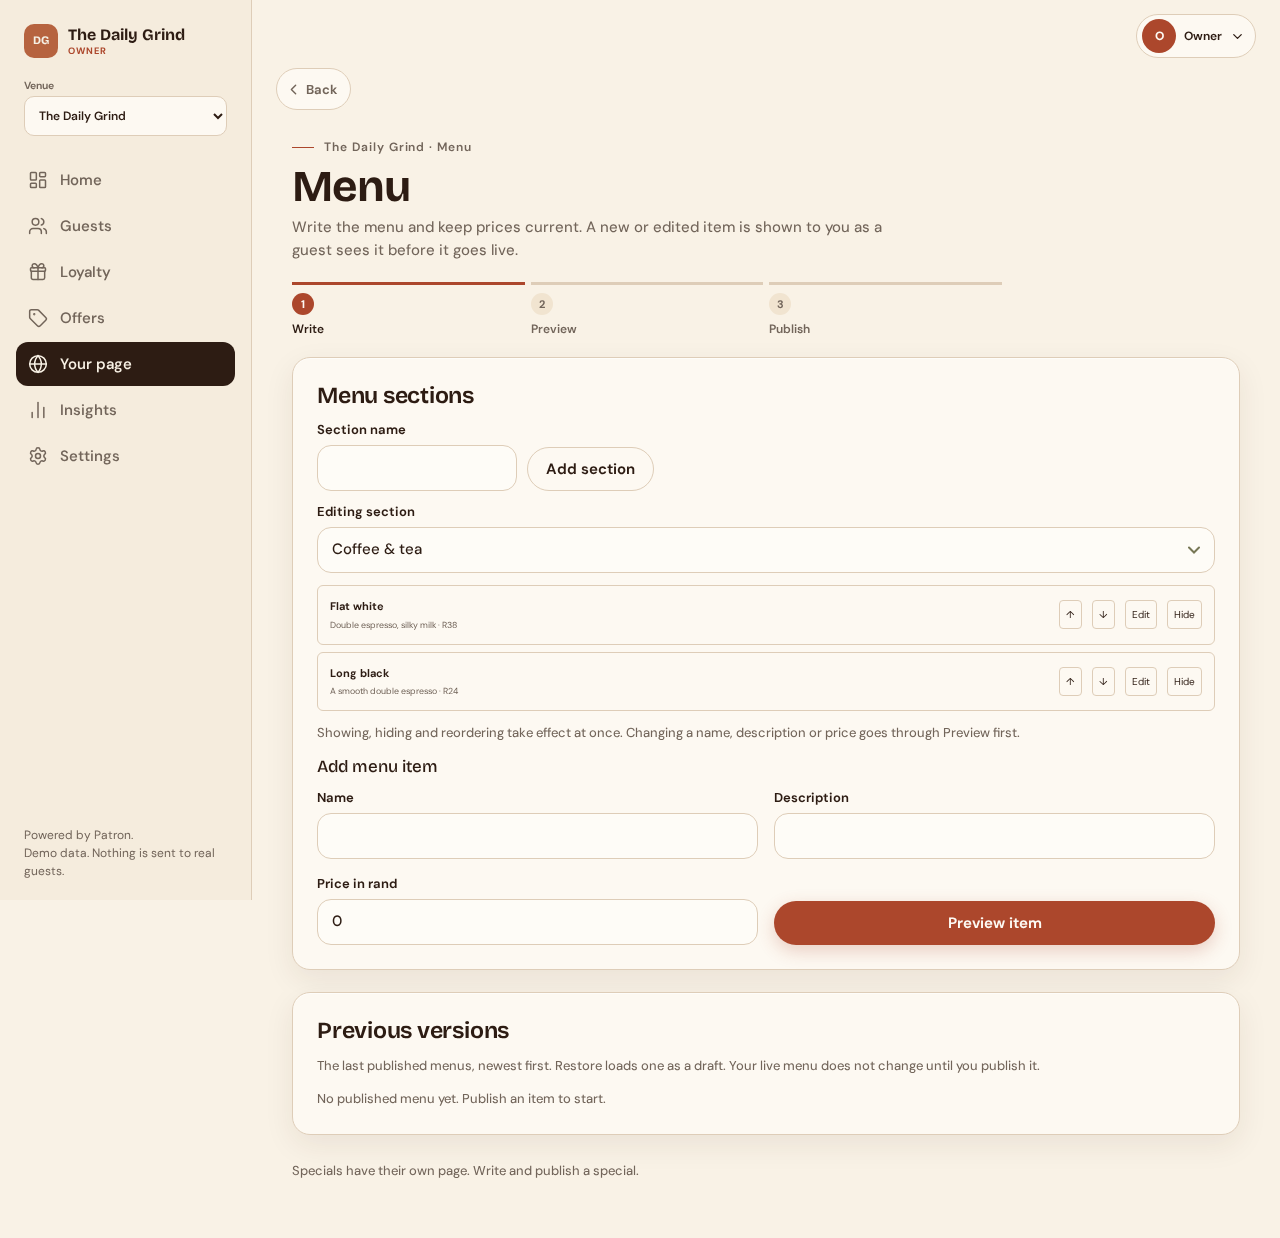 DG
The Daily Grind
OWNER
Venue
The Daily Grind
Home
Guests
Loyalty
Offers
Your page
Insights
Settings
Powered by Patron.
Demo data. Nothing is sent to real
guests.
O
Owner
Back
The Daily Grind · Menu
Menu
Write the menu and keep prices current. A new or edited item is shown to you as a
guest sees it before it goes live.
1
2
3
Write
Preview
Publish
Menu sections
Section name
Add section
Editing section
Coffee & tea
Flat white
Double espresso, silky milk · R38
↑ ↓ Edit Hide
Long black
A smooth double espresso · R24
↑ ↓ Edit Hide
Showing, hiding and reordering take effect at once. Changing a name, description or price goes through Preview first.
Add menu item
Name
Description
Price in rand
0
Preview item
Previous versions
The last published menus, newest first. Restore loads one as a draft. Your live menu does not change until you publish it.
No published menu yet. Publish an item to start.
Specials have their own page. Write and publish a special.